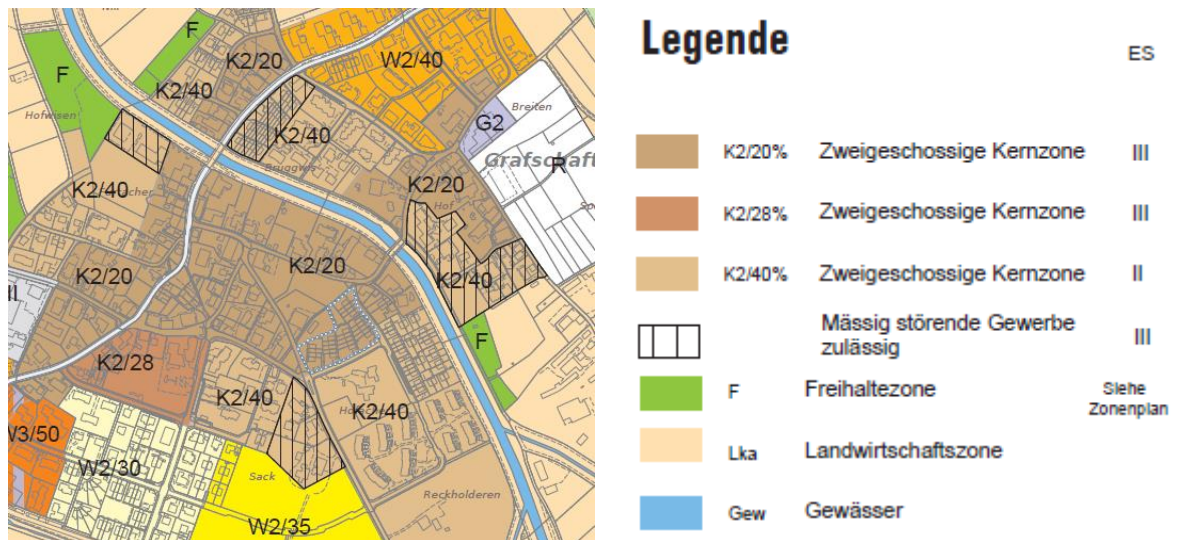 F
F
K2/20
W2/40
K2/40
Hofwisen
Breiten
G2
K2/40
Grafschaft
R
Bruggwis
K2/40
K2/20
Hof
K2/20
K2/20
K2/40
F
K2/28
K2/40
K2/40
W3/50
W2/30
Sack
Reckholderen
W2/35
Legende
ES
K2/20% Zweigeschossige Kernzone III
K2/28% Zweigeschossige Kernzone III
K2/40% Zweigeschossige Kernzone II
Mässig störende Gewerbe
zulässig III
F Freihaltezone Siehe
Zonenplan
Lka Landwirtschaftszone
Gew Gewässer